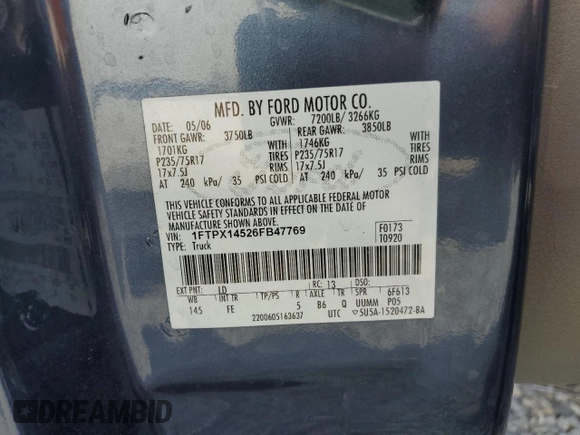 MFD. BY FORD MOTOR CO.
DATE: 05/06 GVWR: 7200LB/ 3266KG
FRONT GAWR: 3750LB REAR GAWR: 3850LB
1701KG WITH 1746KG WITH
P235/75R17 TIRES P235/75R17 TIRES
17x7.5J RIMS 17x7.5J RIMS
AT 240 kPa/ 35 PSI COLD AT 240 kPa/ 35 PSI COLD
THIS VEHICLE CONFORMS TO ALL APPLICABLE FEDERAL MOTOR
VEHICLE SAFETY STANDARDS IN EFFECT ON THE DATE OF
MANUFACTURE SHOWN ABOVE.
VIN: 1FTPX14526FB47769 F0173
TYPE: Truck T0920
EXT PNT: LD RC: 13 DSO:
WB INT TR TP/PS R AXLE TR SPR 6F613
145 FE 5 B6 Q UUMM P05
2200605163637 UTC 5U5A-1520472-BA
Ford
DREAMBID